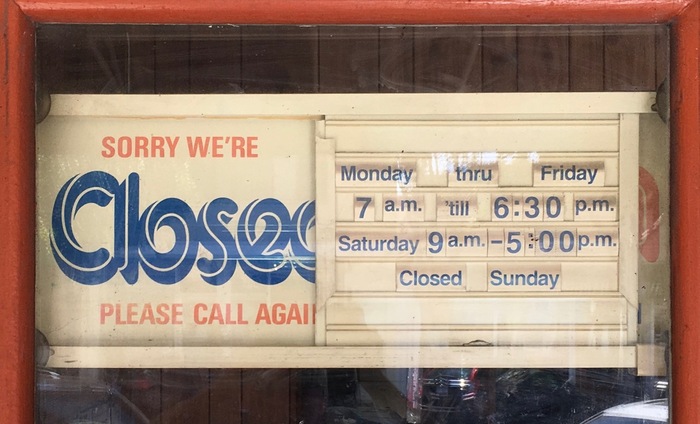 SORRY WE'RE
Closed
PLEASE CALL AGAI
Monday thru Friday
7 a.m. 'till 6:30 p.m.
Saturday 9 a.m. -5:00 p.m.
Closed Sunday